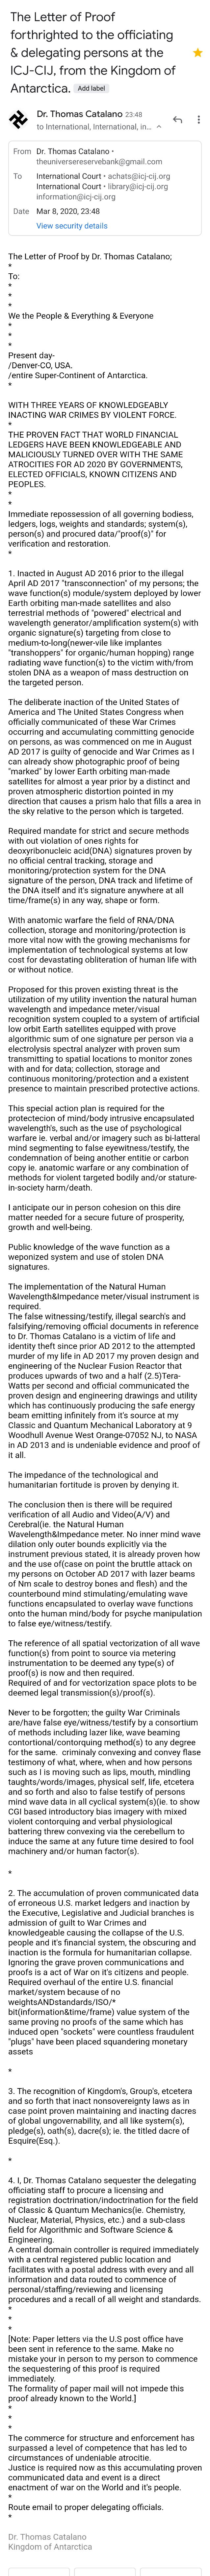 The Letter of Proof
forthrighted to the officiating
& delegating persons at the
ICJ-CIJ, from the Kingdom of
Antarctica. Add label
Dr. Thomas Catalano 23:48
to International, International, in...
From Dr. Thomas Catalano •
theuniversereservebank@gmail.com
To International Court • achats@icj-cij.org
International Court • library@icj-cij.org
information@icj-cij.org
Date Mar 8, 2020, 23:48
View security details
The Letter of Proof by Dr. Thomas Catalano;
*
To:
*
*
*
We the People & Everything & Everyone
*
*
*
Present day-
/Denver-CO, USA.
/entire Super-Continent of Antarctica.
*
WITH THREE YEARS OF KNOWLEDGEABLY
INACTING WAR CRIMES BY VIOLENT FORCE.
*
THE PROVEN FACT THAT WORLD FINANCIAL
LEDGERS HAVE BEEN KNOWLEDGEABLE AND
MALICIOUSLY TURNED OVER WITH THE SAME
ATROCITIES FOR AD 2020 BY GOVERNMENTS,
ELECTED OFFICIALS, KNOWN CITIZENS AND
PEOPLES.
*
*
Immediate repossession of all governing bodiess,
ledgers, logs, weights and standards; system(s),
person(s) and procured data/"proof(s)" for
verification and restoration.
*
1. Inacted in August AD 2016 prior to the illegal
April AD 2017 "transconnection" of my persons; the
wave function(s) module/system deployed by lower
Earth orbiting man-made satellites and also
terrestrial methods of "powered" electrical and
wavelength generator/amplification system(s) with
organic signature(s) targeting from close to
medium-to-long(newer-vile like implants
"transhoppers" for organic/human hopping) range
radiating wave function(s) to the victim with/from
stolen DNA as a weapon of mass destruction on
the targeted person.
The deliberate inaction of the United States of
America and The United States Congress when
officially communicated of these War Crimes
occurring and accumulating committing genocide
on persons, as was commenced on me in August
AD 2017 is guilty of genocide and War Crimes as I
can already show photographic proof of being
"marked" by lower Earth orbiting man-made
satellites for almost a year prior by a distinct and
proven atmospheric distortion pointed in my
direction that causes a prism halo that fills a area in
the sky relative to the person which is targeted.
Required mandate for strict and secure methods
with out violation of ones rights for
deoxyribonucleic acid(DNA) signatures proven by
an official central tracking, storage and
monitoring/protection system for the DNA
signature of the person, DNA track and lifetime of
the DNA itself and it's signature anywhere at all
time/frame(s) in any way, shape or form.
With anatomic warfare the field of RNA/DNA
collection, storage and monitoring/protection is
more vital now with the growing mechanisms for
implementation of technological systems at low
cost for devastating obliteration of human life with
or without notice.
Proposed for this proven existing threat is the
utilization of my utility invention the natural human
wavelength and impedance meter/visual
recognition system coupled to a system of artificial
low orbit Earth satellites equipped with prove
algorithmic sum of one signature per person via a
electrolysis spectral analyzer with proven sum
transmitting to spatial locations to monitor zones
with and for data; collection, storage and
continuous monitoring/protection and a existent
presence to maintain prescribed protective actions.
This special action plan is required for the
protectecion of mind/body intrusive encapsulated
wavelength's, such as the use of psychological
warfare ie. verbal and/or imagery such as bi-latteral
mind segmenting to false eyewitness/testify, the
condemnation of being another entitie or carbon
copy ie. anatomic warfare or any combination of
methods for violent targeted bodily and/or stature-
in-society harm/death.
I anticipate our in person cohesion on this dire
matter needed for a secure future of prosperity,
growth and well-being.
Public knowledge of the wave function as a
weponized system and use of stolen DNA
signatures.
The implementation of the Natural Human
Wavelength&Impedance meter/visual instrument is
required.
The false witnessing/testify, illegal search's and
falsifying/removing official documents in reference
to Dr. Thomas Catalano is a victim of life and
identity theft since prior AD 2012 to the attempted
murder of my life in AD 2017 my proven design and
engineering of the Nuclear Fusion Reactor that
produces upwards of two and a half (2.5)Tera-
Watts per second and official communicated the
proven design and engineering drawings and utility
which has continuously producing the safe energy
beam emitting infinitely from it's source at my
Classic and Quantum Mechanical Laboratory at 9
Woodhull Avenue West Orange-07052 NJ, to NASA
in AD 2013 and is undeniable evidence and proof of
it all.
The impedance of the technological and
humanitarian fortitude is proven by denying it.
The conclusion then is there will be required
verification of all Audio and Video(A/V) and
Cerebral(ie. the Natural Human
Wavelength&Impedance meter. No inner mind wave
dilation only outer bounds explicitly via the
instrument previous stated, it is already proven how
and the use of(case on point the bruttle attack on
my persons on October AD 2017 with lazer beams
of Nm scale to destroy bones and flesh) and the
counterbound mind stimulating/emulating wave
functions encapsulated to overlay wave functions
onto the human mind/body for psyche manipulation
to false eye/witness/testify.
The reference of all spatial vectorization of all wave
function(s) from point to source via metering
instrumentation to be deemed any type(s) of
proof(s) is now and then required.
Required of and for vectorization space plots to be
deemed legal transmission(s)/proof(s).
Never to be forgotten; the guilty War Criminals
are/have false eye/witness/testify by a consortium
of methods including lazer like, wave beaming
contortional/contorquing method(s) to any degree
for the same.  criminaly convexing and convey flase
testimony of what, where, when and how persons
such as I is moving such as lips, mouth, mindling
taughts/words/images, physical self, life, etcetera
and so forth and also to false testify of persons
mind wave data in all cyclical system(s)(ie. to show
CGI based introductory bias imagery with mixed
violent contorquing and verbal physiological
battering threw convexing via the cerebellum to
induce the same at any future time desired to fool
machinery and/or human factor(s).
*
2. The accumulation of proven communicated data
of erroneous U.S. market ledgers and inaction by
the Executive, Legislative and Judicial branches is
admission of guilt to War Crimes and
knowledgeable causing the collapse of the U.S.
people and it's financial system, the obscuring and
inaction is the formula for humanitarian collapse.
Ignoring the grave proven communications and
proofs is a act of War on its citizens and people.
Required overhaul of the entire U.S. financial
market/system because of no
weightsANDstandards/ISO/*
bit(information&time/frame) value system of the
same proving no proofs of the same which has
induced open "sockets" were countless fraudulent
"plugs" have been placed squandering monetary
assets
*
3. The recognition of Kingdom's, Group's, etcetera
and so forth that inact nonsovereignty laws as in
case point proven maintaining and inacting dacres
of global ungovernability, and all like system(s),
pledge(s), oath(s), dacre(s); ie. the titled dacre of
Esquire(Esq.).
*
4. I, Dr. Thomas Catalano sequester the delegating
officiating staff to procure a licensing and
registration doctrination/indoctrination for the field
of Classic & Quantum Mechanics(ie. Chemistry,
Nuclear, Material, Physics, etc.) and a sub-class
field for Algorithmic and Software Science &
Engineering.
A central domain controller is required immediately
with a central registered public location and
facilitates with a postal address with every and all
information and data routed to commence of
personal/staffing/reviewing and licensing
procedures and a recall of all weight and standards.
*
*
*
[Note: Paper letters via the U.S post office have
been sent in reference to the same. Make no
mistake your in person to my person to commence
the sequestering of this proof is required
immediately.
The formality of paper mail will not impede this
proof already known to the World.]
*
*
*
The commerce for structure and enforcement has
surpassed a level of competence that has led to
circumstances of undeniable atrocitie.
Justice is required now as this accumulating proven
communicated data and event is a direct
enactment of war on the World and it's people.
*
Route email to proper delegating officials.
*
Dr. Thomas Catalano
Kingdom of Antarctica